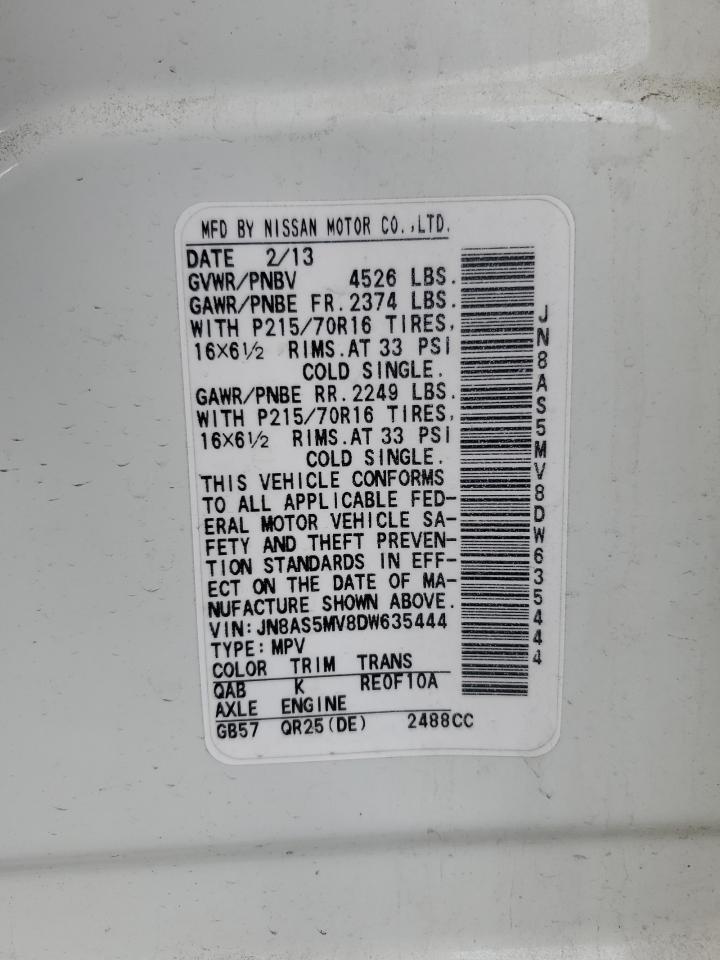 MFD BY NISSAN MOTOR CO.,LTD.
DATE 2/13
GVWR/PNBV 4526 LBS.
GAWR/PNBE FR.2374 LBS.
WITH P215/70R16 TIRES,
16×6½ RIMS.AT 33 PSI
COLD SINGLE.
GAWR/PNBE RR.2249 LBS.
WITH P215/70R16 TIRES,
16×6½ RIMS.AT 33 PSI
COLD SINGLE.
THIS VEHICLE CONFORMS
TO ALL APPLICABLE FED-
ERAL MOTOR VEHICLE SA-
FETY AND THEFT PREVEN-
TION STANDARDS IN EFF-
ECT ON THE DATE OF MA-
NUFACTURE SHOWN ABOVE.
VIN:JN8AS5MV8DW635444
TYPE:MPV
COLOR TRIM TRANS
QAB K RE0F10A
AXLE ENGINE
GB57 QR25(DE) 2488CC
JN8AS5MV8DW635444